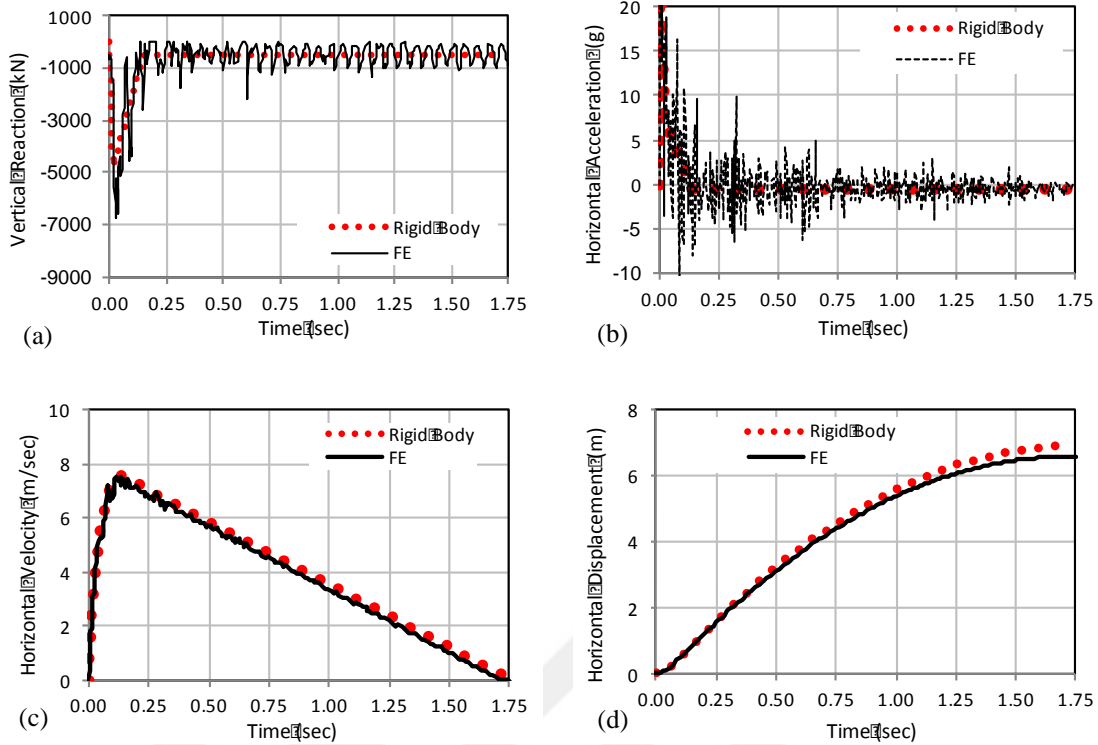 1000
-1000
-3000
-5000
-7000
-9000
Vertical (kN) Reaction
Rigid Body
FE
0.00 0.25 0.50 0.75 1.00 1.25 1.50 1.75
Time (sec)
(a)
20
15
10
5
0
-5
-10
Horizontal Acceleration (g)
Rigid Body
FE
0.00 0.25 0.50 0.75 1.00 1.25 1.50 1.75
Time (sec)
(b)
10
8
6
4
2
0
Horizontal Velocity (m/sec)
Rigid Body
FE
0.00 0.25 0.50 0.75 1.00 1.25 1.50 1.75
Time (sec)
(c)
8
6
4
2
0
Horizontal Displacement (m)
Rigid Body
FE
0.00 0.25 0.50 0.75 1.00 1.25 1.50 1.75
Time (sec)
(d)